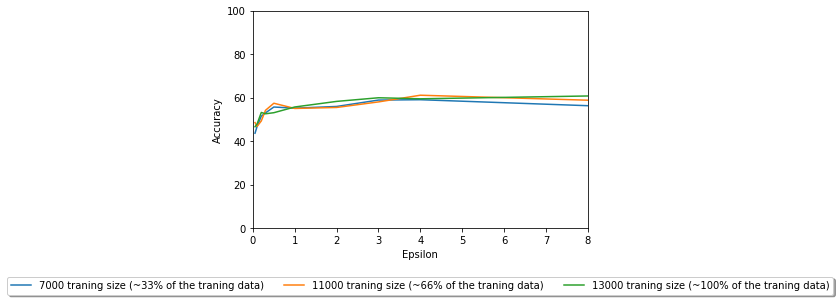 100
80
60
40
20
0
Accuracy
0 1 2 3 4 5 6 7 8
Epsilon
7000 traning size (~33% of the traning data) 11000 traning size (~66% of the traning data) 13000 traning size (~100% of the traning data)